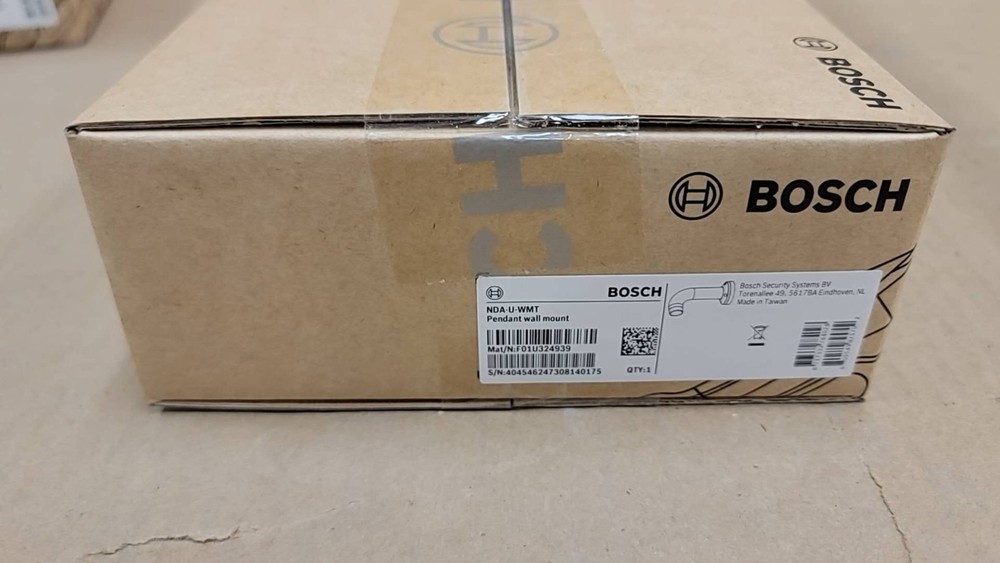 BOSCH
BOSCH
CH
BOSCH
NDA-U-WMT
Pendant wall mount
Mat/N:F01U324939
S/N:404546247308140175
QTY:1
Bosch Security Systems BV
Torenallee 49, 5617BA Eindhoven, NL
Made in Taiwan